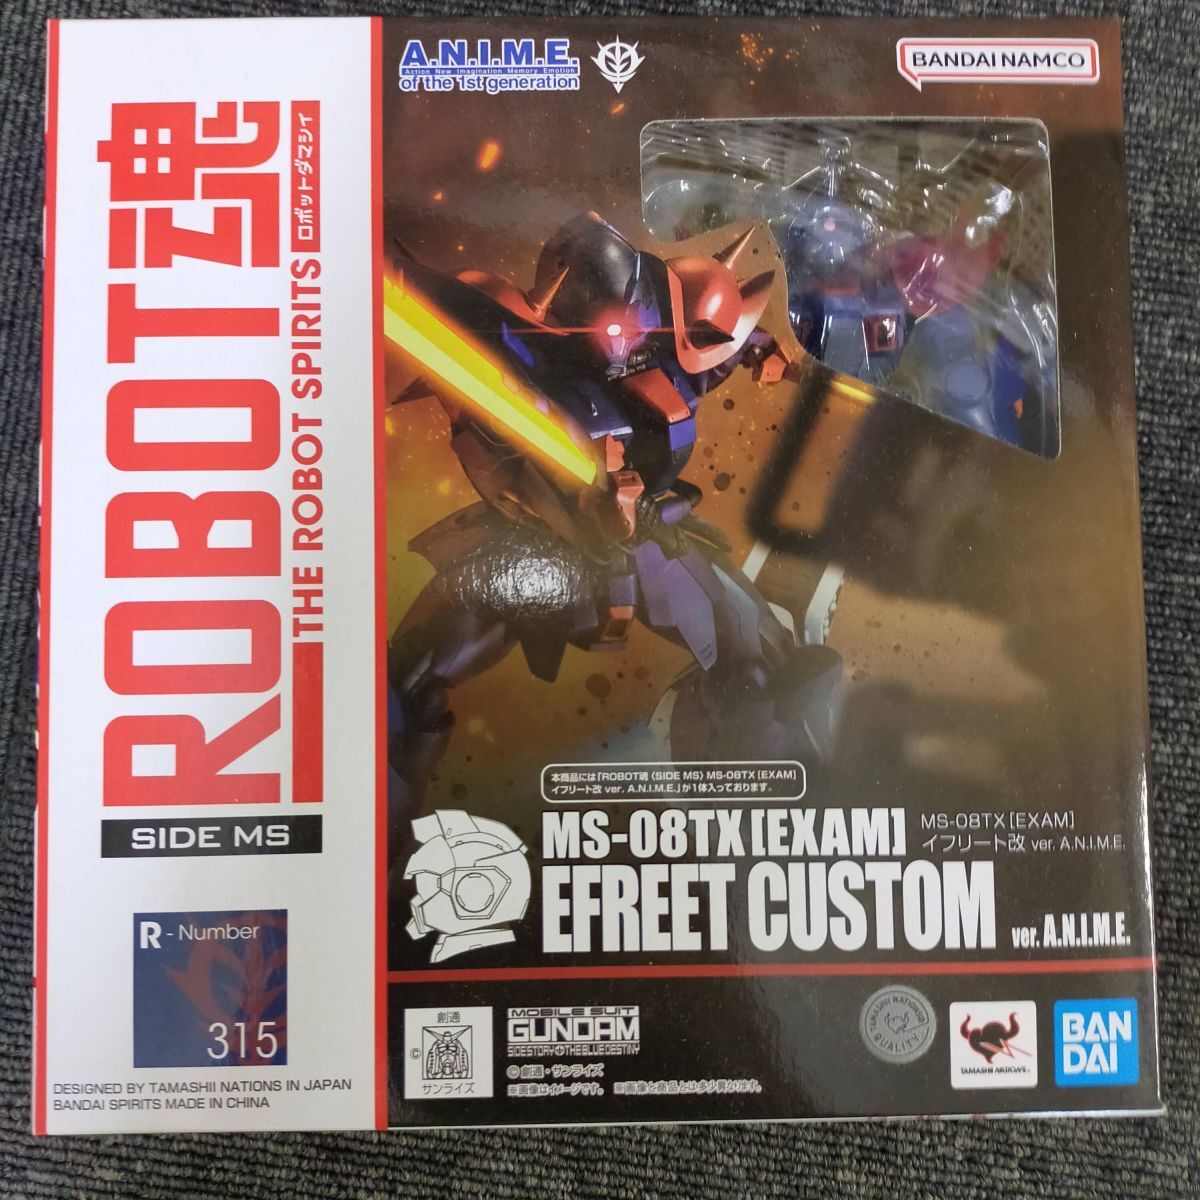 ROBOT魂
THE ROBOT SPIRITS ロボットダマシイ
SIDE MS
R - Number
315
DESIGNED BY TAMASHII NATIONS IN JAPAN
BANDAI SPIRITS MADE IN CHINA
A.N.I.M.E.
Action New Imagination Memory Emotion
of the 1st generation
BANDAI NAMCO
本商品には「ROBOT魂 〈SIDE MS〉 MS-08TX [EXAM]
イフリート改 ver. A.N.I.M.E.」が1体入っております。
MS-08TX[EXAM]
EFREET CUSTOM ver. A.N.I.M.E.
MS-08TX [EXAM]
イフリート改 ver. A.N.I.M.E.
© 創通
サンライズ
MOBILE SUIT
GUNDAM
SIDESTORY THE BLUE DESTINY
© 創通・サンライズ
※画像はイメージです。 ※画像と商品とは多少異なります。
TAMASHII NATIONS
QUALITY
TAMASHII NATIONS
BAN
DAI